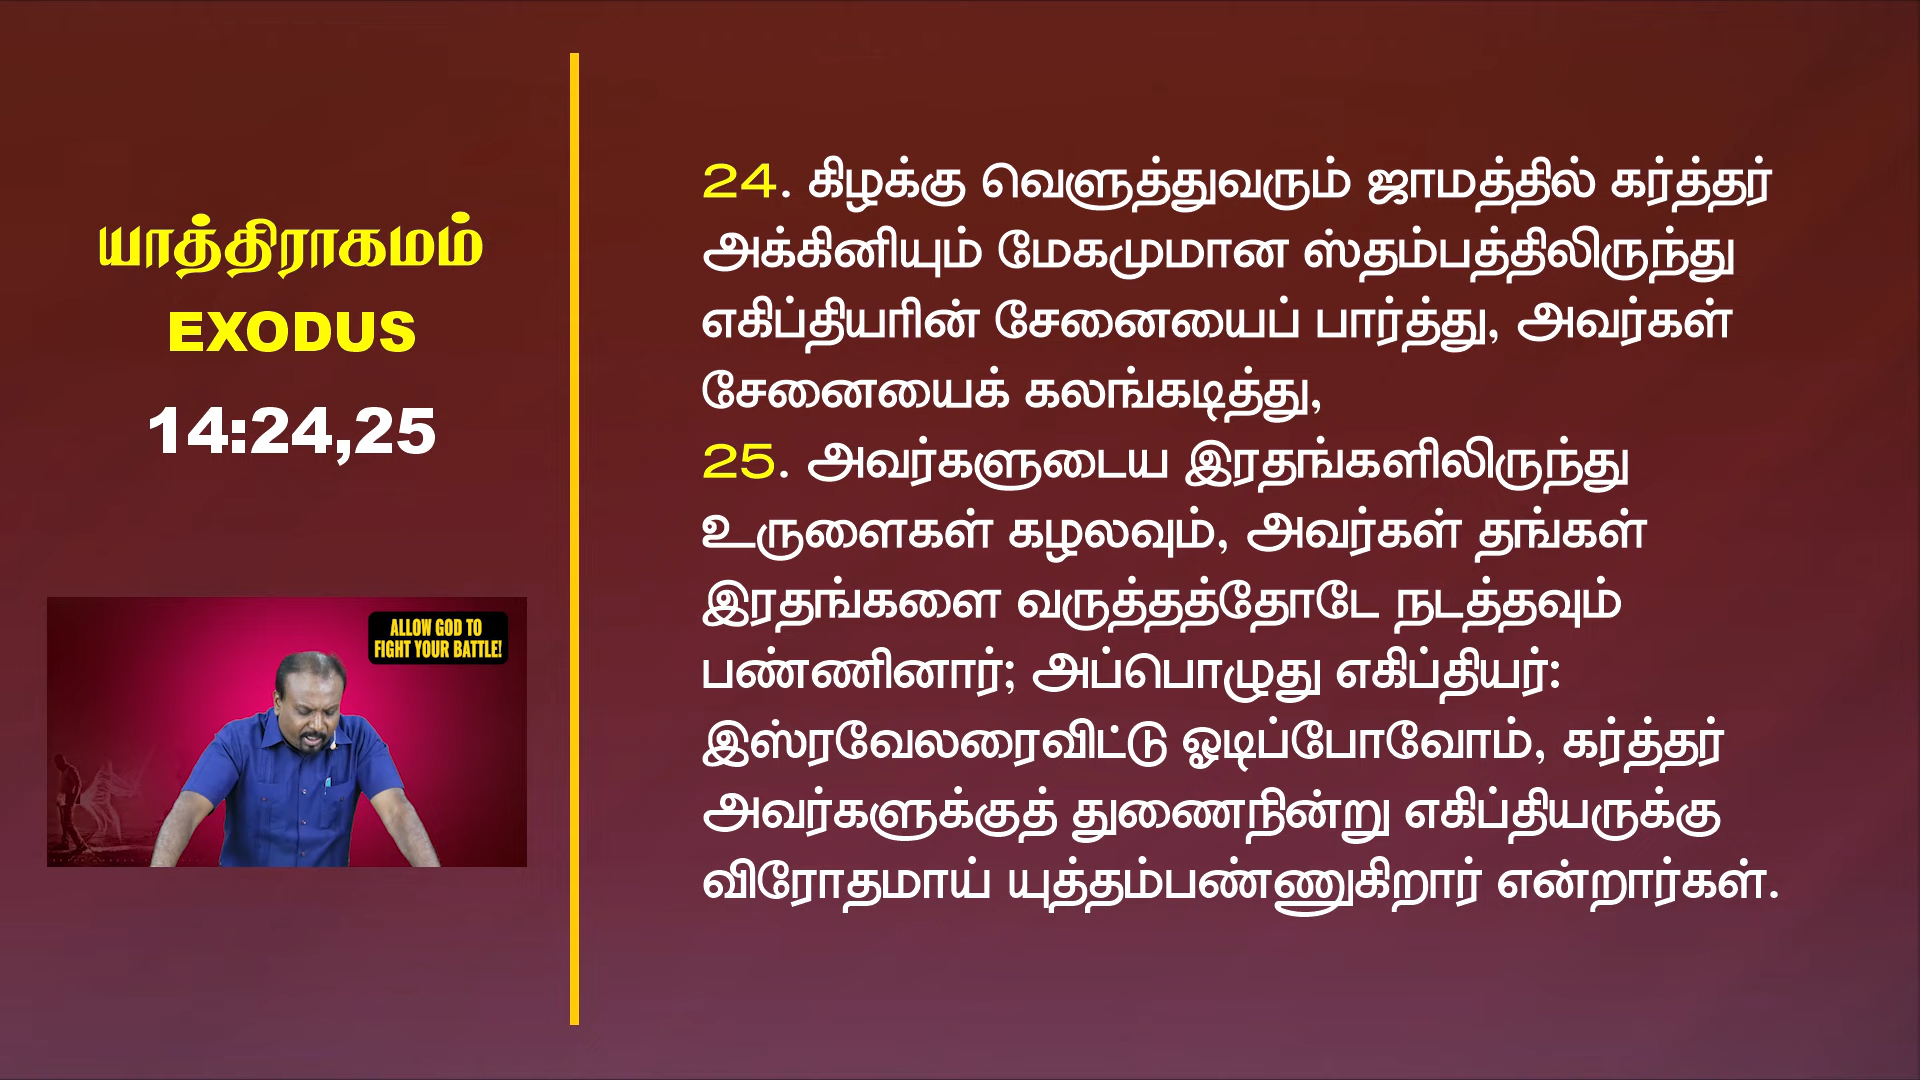 யாத்திராகமம்
EXODUS
14:24,25
ALLOW GOD TO
FIGHT YOUR BATTLE!
24. கிழக்கு வெளுத்துவரும் ஜாமத்தில் கர்த்தர்
அக்கினியும் மேகமுமான ஸ்தம்பத்திலிருந்து
எகிப்தியரின் சேனையைப் பார்த்து, அவர்கள்
சேனையைக் கலங்கடித்து,
25. அவர்களுடைய இரதங்களிலிருந்து
உருளைகள் கழலவும், அவர்கள் தங்கள்
இரதங்களை வருத்தத்தோடே நடத்தவும்
பண்ணினார்; அப்பொழுது எகிப்தியர்:
இஸ்ரவேலரைவிட்டு ஓடிப்போவோம், கர்த்தர்
அவர்களுக்குத் துணைநின்று எகிப்தியருக்கு
விரோதமாய் யுத்தம்பண்ணுகிறார் என்றார்கள்.